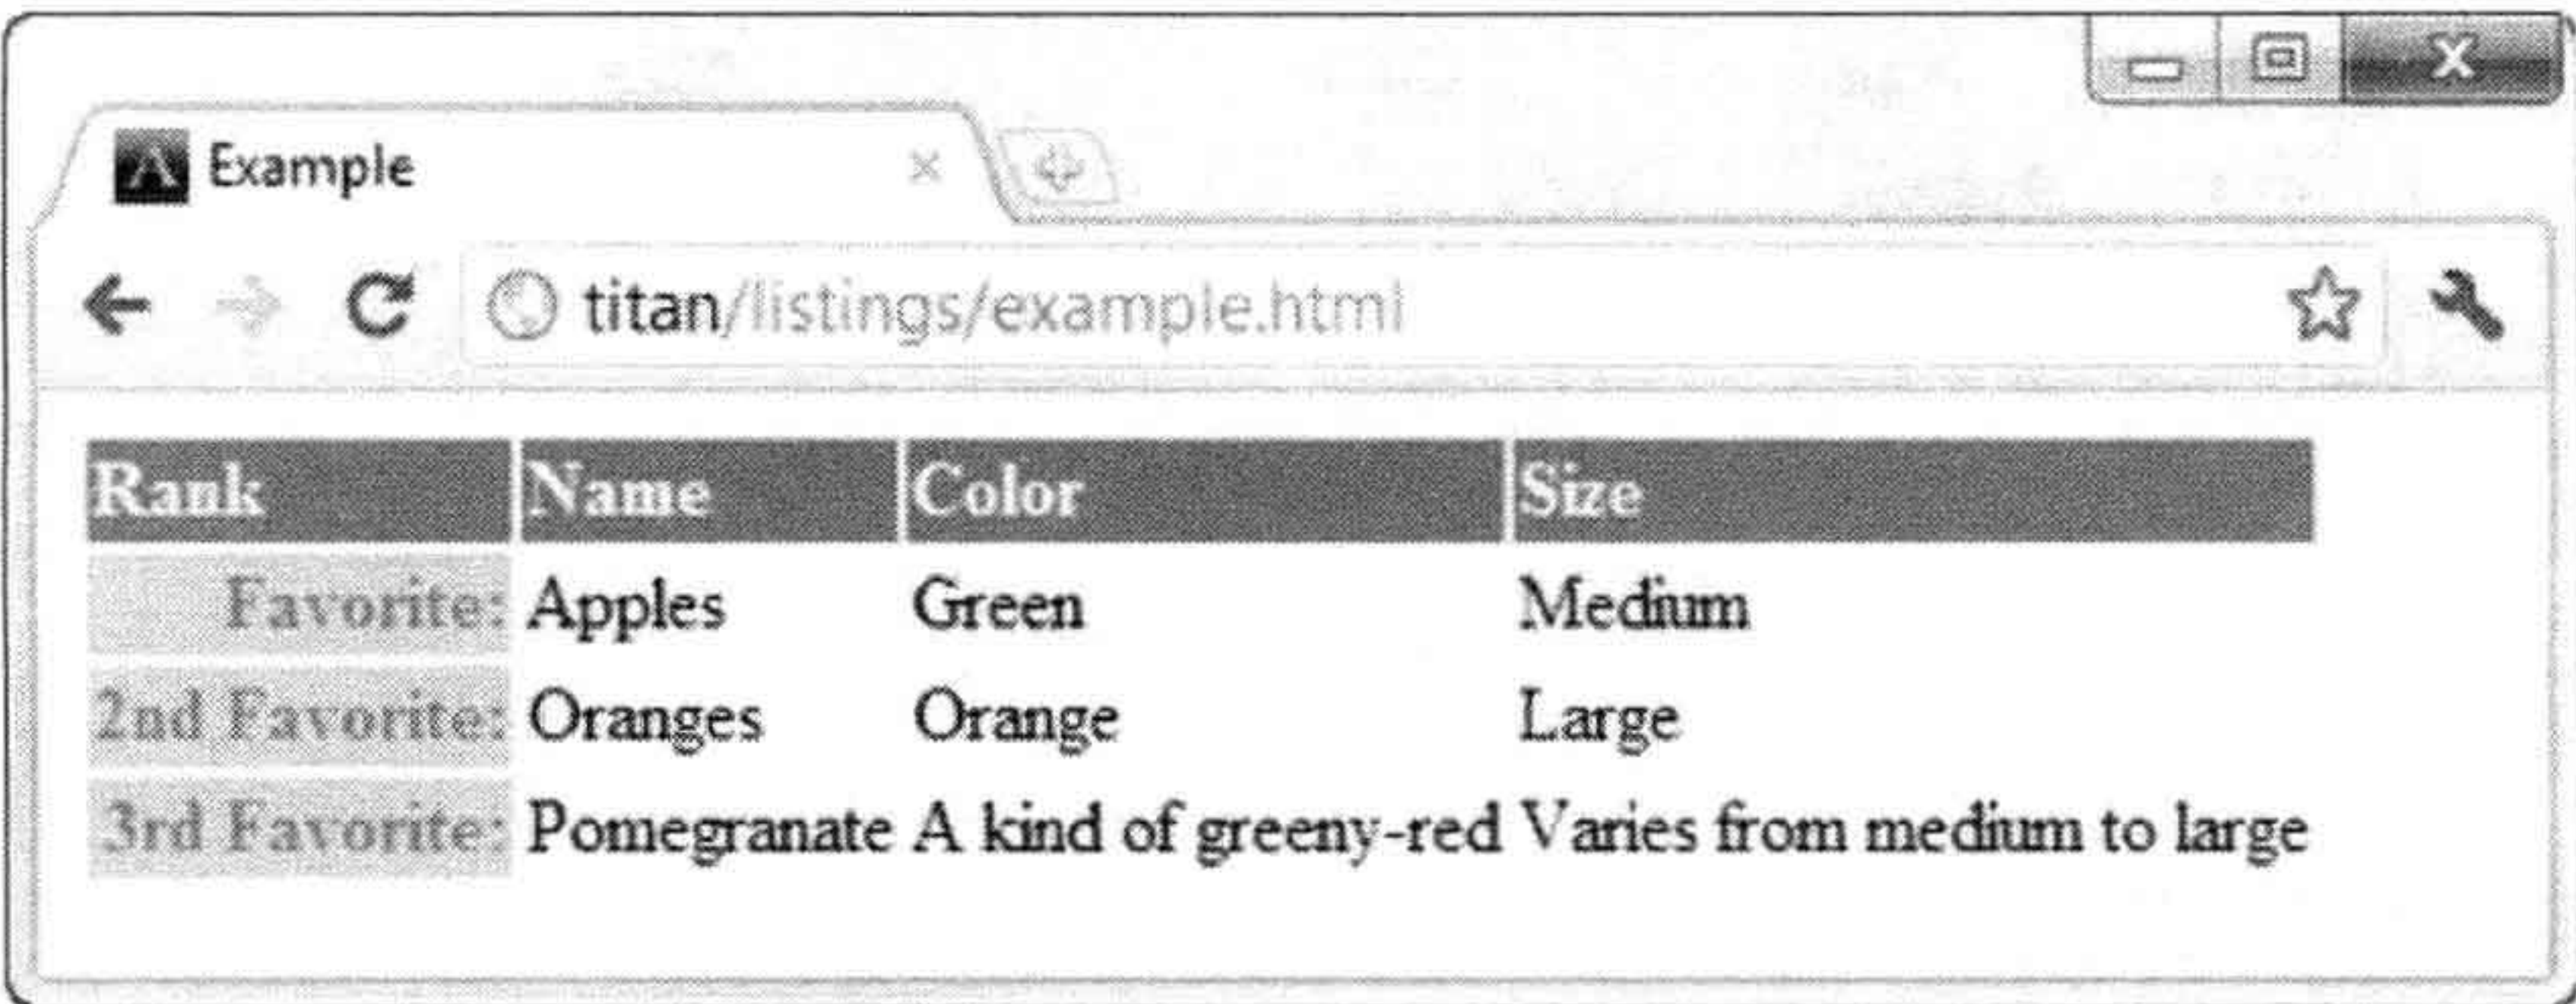 Example
titan/listings/example.html
Rank Name Color Size
Favorite: Apples Green Medium
2nd Favorite: Oranges Orange Large
3rd Favorite: Pomegranate A kind of greeny-red Varies from medium to large